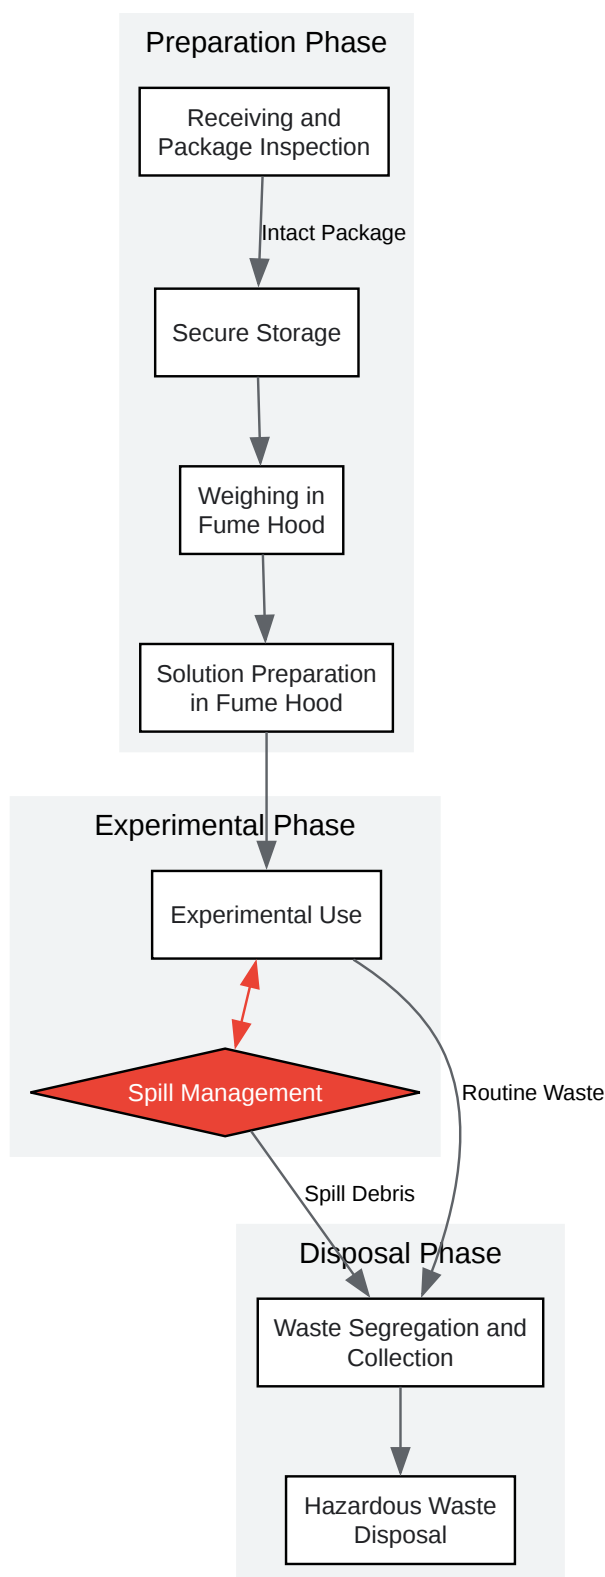 Preparation Phase
Receiving and
Package Inspection
Intact Package
Secure Storage
Weighing in
Fume Hood
Solution Preparation
in Fume Hood
Experimental Phase
Experimental Use
Spill Management
Routine Waste
Spill Debris
Disposal Phase
Waste Segregation and
Collection
Hazardous Waste
Disposal